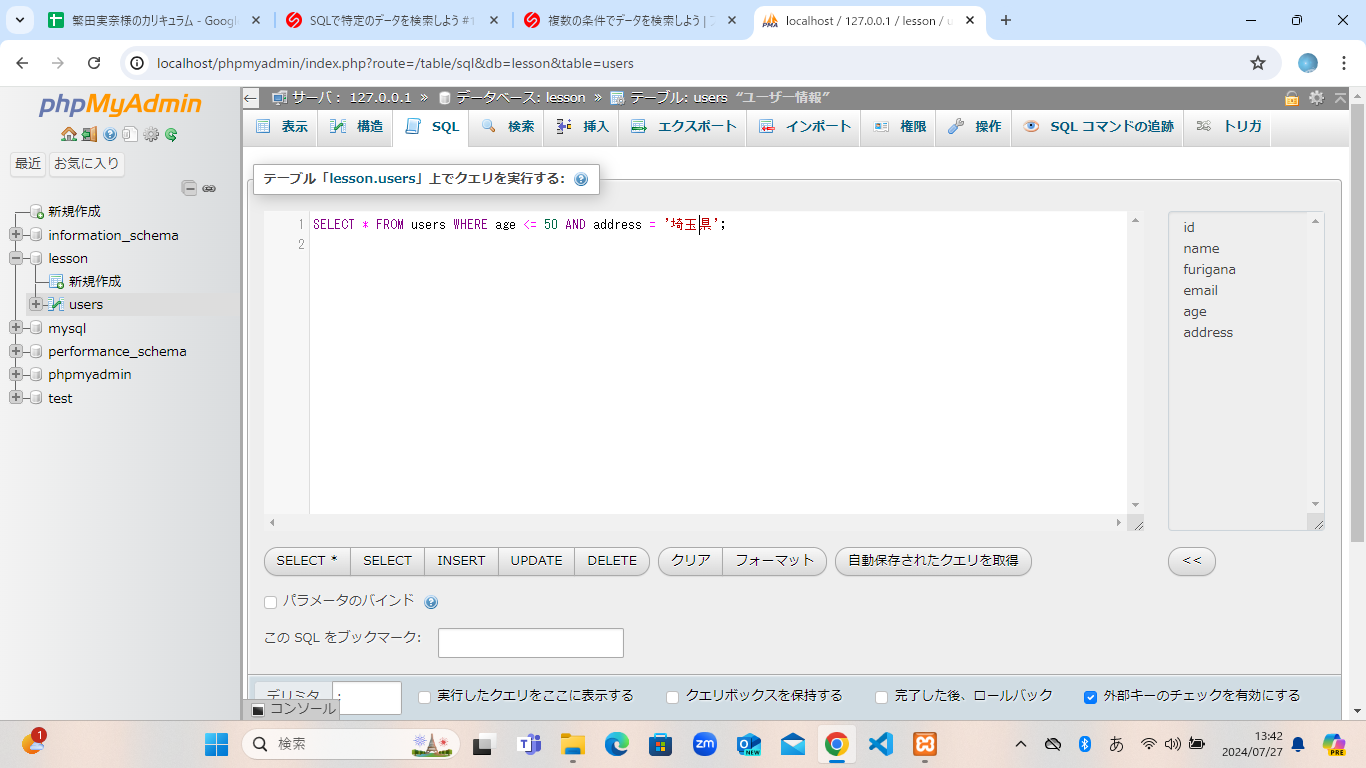 繁田実奈様のカリキュラム - Googl
SQLで特定のデータを検索しよう #1
複数の条件でデータを検索しよう | フ
localhost / 127.0.0.1 / lesson / u
localhost/phpmyadmin/index.php?route=/table/sql&db=lesson&table=users
phpMyAdmin
最近 お気に入り
新規作成
information_schema
lesson
新規作成
users
mysql
performance_schema
phpmyadmin
test
サーバ: 127.0.0.1 » データベース: lesson » テーブル: users “ユーザー情報”
表示 構造 SQL 検索 挿入 エクスポート インポート 権限 操作 SQL コマンドの追跡 トリガ
テーブル「lesson.users」上でクエリを実行する:
1 SELECT * FROM users WHERE age <= 50 AND address = '埼玉県';
2
id
name
furigana
email
age
address
SELECT * SELECT INSERT UPDATE DELETE クリア フォーマット 自動保存されたクエリを取得 <<
パラメータのバインド
この SQL をブックマーク:
デリミタ ; 実行したクエリをここに表示する クエリボックスを保持する 完了した後、ロールバック 外部キーのチェックを有効にする
コンソール
1
検索
zm
NEW
あ
13:42
2024/07/27
PRE